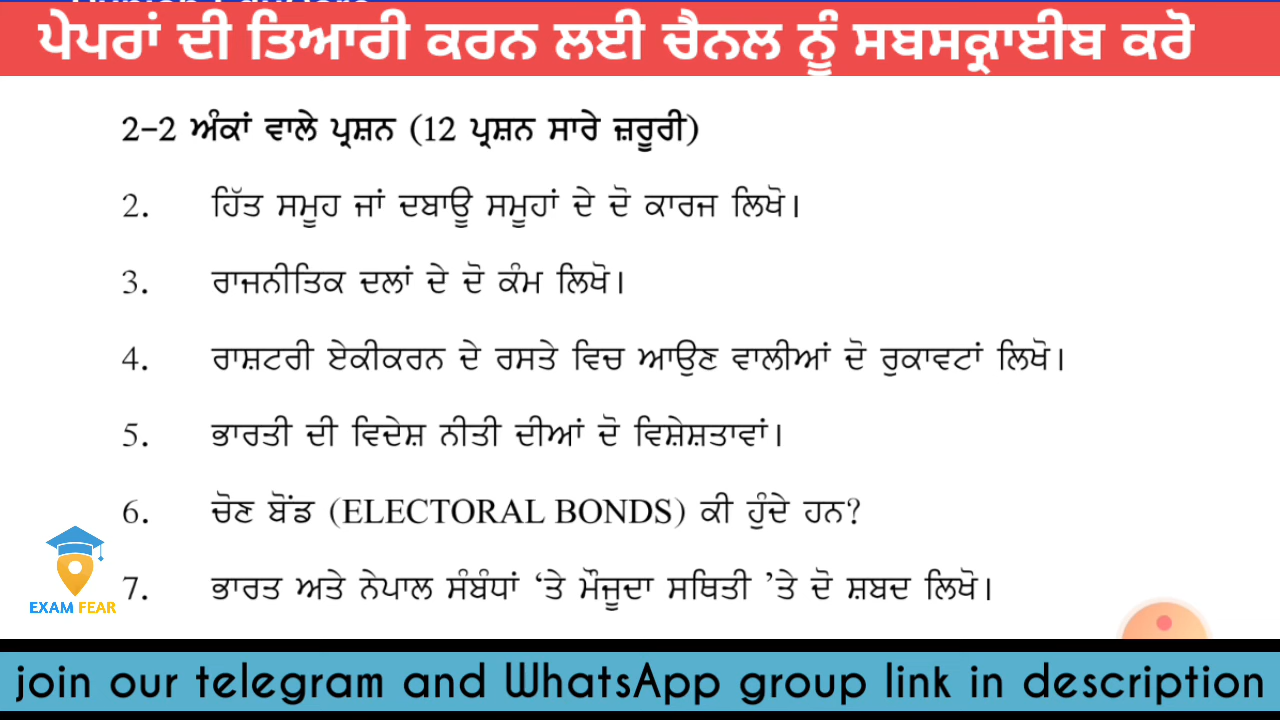 ਪੇਪਰਾਂ ਦੀ ਤਿਆਰੀ ਕਰਨ ਲਈ ਚੈਨਲ ਨੂੰ ਸਬਸਕ੍ਰਾਈਬ ਕਰੋ
2-2 ਅੰਕਾਂ ਵਾਲੇ ਪ੍ਰਸ਼ਨ (12 ਪ੍ਰਸ਼ਨ ਸਾਰੇ ਜ਼ਰੂਰੀ)
2. ਹਿੱਤ ਸਮੂਹ ਜਾਂ ਦਬਾਊ ਸਮੂਹਾਂ ਦੇ ਦੋ ਕਾਰਜ ਲਿਖੋ।
3. ਰਾਜਨੀਤਿਕ ਦਲਾਂ ਦੇ ਦੋ ਕੰਮ ਲਿਖੋ।
4. ਰਾਸ਼ਟਰੀ ਏਕੀਕਰਨ ਦੇ ਰਸਤੇ ਵਿਚ ਆਉਣ ਵਾਲੀਆਂ ਦੋ ਰੁਕਾਵਟਾਂ ਲਿਖੋ।
5. ਭਾਰਤੀ ਦੀ ਵਿਦੇਸ਼ ਨੀਤੀ ਦੀਆਂ ਦੋ ਵਿਸ਼ੇਸ਼ਤਾਵਾਂ।
6. ਚੋਣ ਬੋਂਡ (ELECTORAL BONDS) ਕੀ ਹੁੰਦੇ ਹਨ?
7. ਭਾਰਤ ਅਤੇ ਨੇਪਾਲ ਸੰਬੰਧਾਂ ‘ਤੇ ਮੌਜੂਦਾ ਸਥਿਤੀ ’ਤੇ ਦੋ ਸ਼ਬਦ ਲਿਖੋ।
EXAM FEAR
join our telegram and WhatsApp group link in description